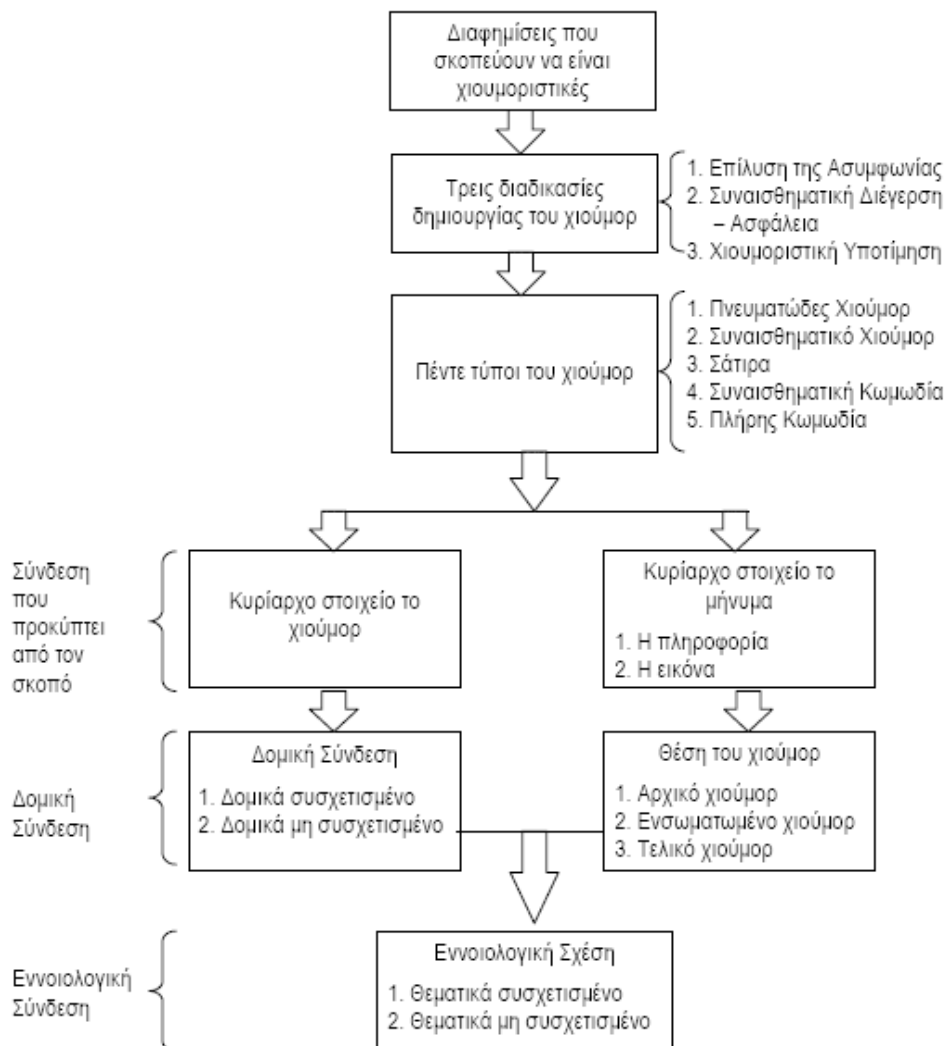 Διαφημίσεις που
σκοπεύουν να είναι
χιουμοριστικές
Τρεις διαδικασίες
δημιουργίας του χιούμορ
1. Επίλυση της Ασυμφωνίας
2. Συναισθηματική Διέγερση
– Ασφάλεια
3. Χιουμοριστική Υποτίμηση
Πέντε τύποι του χιούμορ
1. Πνευματώδες Χιούμορ
2. Συναισθηματικό Χιούμορ
3. Σάτιρα
4. Συναισθηματική Κωμωδία
5. Πλήρης Κωμωδία
Σύνδεση
που
προκύπτει
από τον
σκοπό
Κυρίαρχο στοιχείο το
χιούμορ
Κυρίαρχο στοιχείο το
μήνυμα
1. Η πληροφορία
2. Η εικόνα
Δομική
Σύνδεση
Δομική Σύνδεση
1. Δομικά συσχετισμένο
2. Δομικά μη συσχετισμένο
Θέση του χιούμορ
1. Αρχικό χιούμορ
2. Ενσωματωμένο χιούμορ
3. Τελικό χιούμορ
Εννοιολογική
Σύνδεση
Εννοιολογική Σχέση
1. Θεματικά συσχετισμένο
2. Θεματικά μη συσχετισμένο